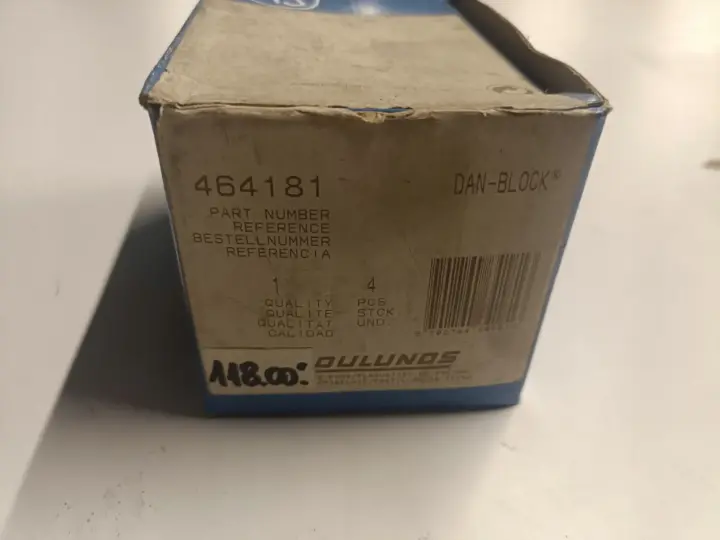 464181
DAN-BLOCK®
PART NUMBER
REFERENCE
BESTELLNUMMER
REFERENCIA
1 4
QUALITY PCS
QUALITE STCK
QUALITAT UND.
CALIDAD
118.00:-
OULUNDS